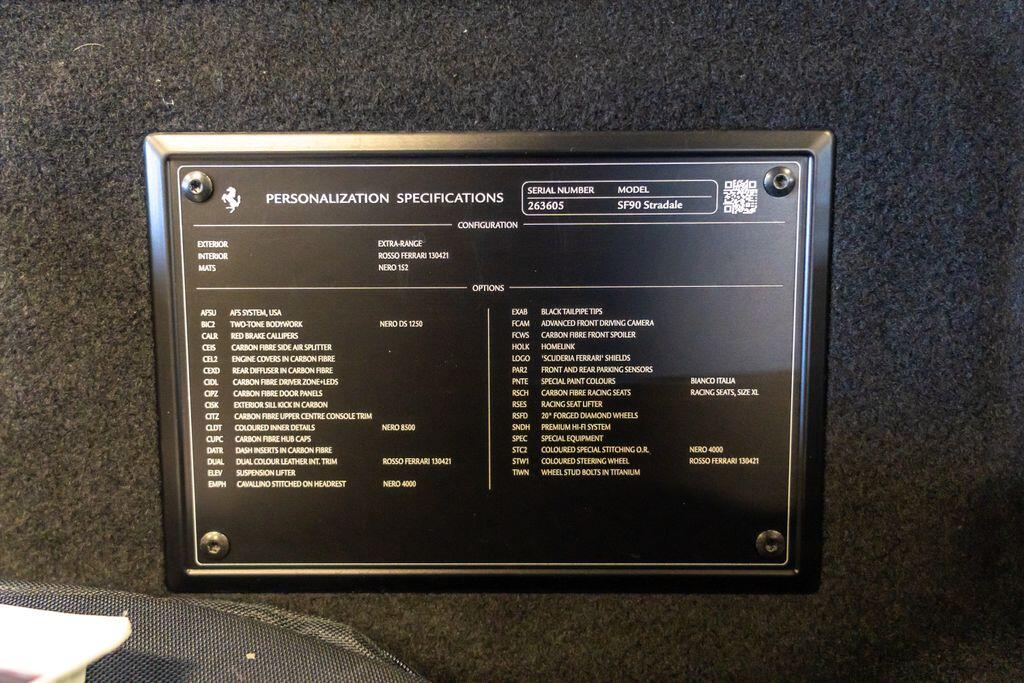 PERSONALIZATION SPECIFICATIONS
SERIAL NUMBER MODEL
263605 SF90 Stradale
CONFIGURATION
EXTERIOR EXTRA-RANGE
INTERIOR ROSSO FERRARI 130421
MATS NERO 152
OPTIONS
AFSU AFS SYSTEM, USA
BIC2 TWO-TONE BODYWORK NERO DS 1250
CALR RED BRAKE CALLIPERS
CEIS CARBON FIBRE SIDE AIR SPLITTER
CEL2 ENGINE COVERS IN CARBON FIBRE
CEXD REAR DIFFUSER IN CARBON FIBRE
CIDL CARBON FIBRE DRIVER ZONE+LEDS
CIPZ CARBON FIBRE DOOR PANELS
CISK EXTERIOR SILL KICK IN CARBON
CITZ CARBON FIBRE UPPER CENTRE CONSOLE TRIM
CLDT COLOURED INNER DETAILS NERO 8500
CUPC CARBON FIBRE HUB CAPS
DATR DASH INSERTS IN CARBON FIBRE
DUAL DUAL COLOUR LEATHER INT. TRIM ROSSO FERRARI 130421
ELEV SUSPENSION LIFTER
EMPH CAVALLINO STITCHED ON HEADREST NERO 4000
EXAB BLACK TAILPIPE TIPS
FCAM ADVANCED FRONT DRIVING CAMERA
FCWS CARBON FIBRE FRONT SPOILER
HOLK HOMELINK
LOGO 'SCUDERIA FERRARI' SHIELDS
PAR2 FRONT AND REAR PARKING SENSORS
PNTE SPECIAL PAINT COLOURS BIANCO ITALIA
RSCH CARBON FIBRE RACING SEATS RACING SEATS, SIZE XL
RSES RACING SEAT LIFTER
RSFD 20" FORGED DIAMOND WHEELS
SNDH PREMIUM HI-FI SYSTEM
SPEC SPECIAL EQUIPMENT
STC2 COLOURED SPECIAL STITCHING O.R. NERO 4000
STW1 COLOURED STEERING WHEEL ROSSO FERRARI 130421
TIWN WHEEL STUD BOLTS IN TITANIUM